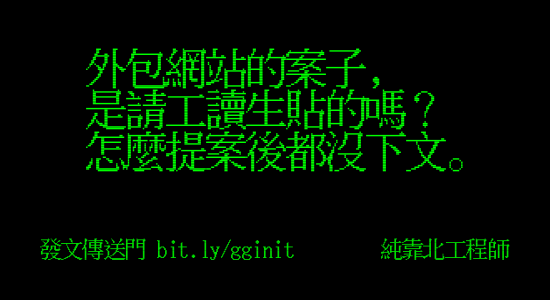 外包網站的案子，
是請工讀生貼的嗎？
怎麼提案後都沒下文。
發文傳送門 bit.ly/gginit
純靠北工程師